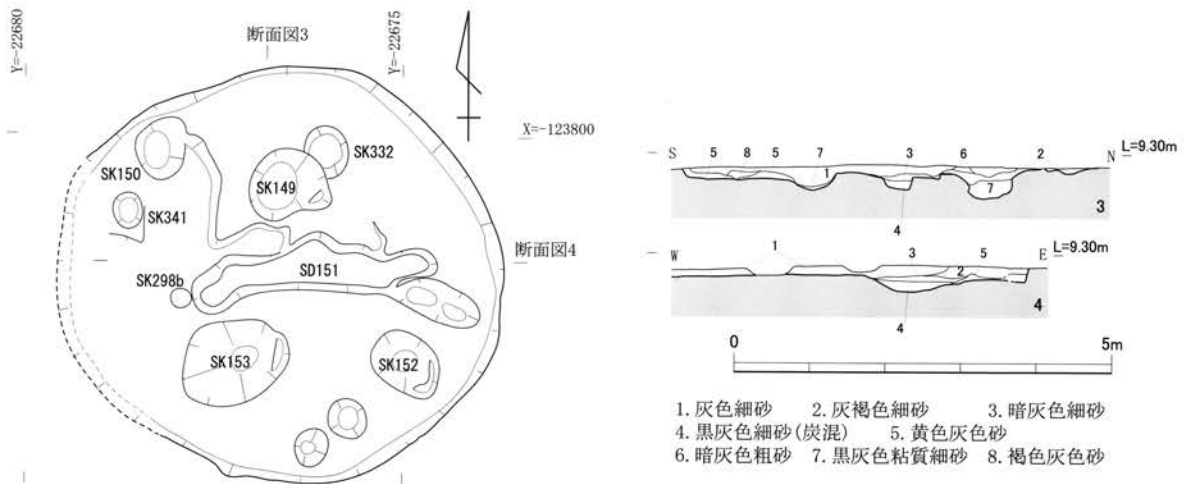 Y=-22680
断面図3
Y=-22675
X=-123800
SK332
SK150
SK149
SK341
断面図4
SD151
SK298b
SK153
SK152
S 5 8 5 7 3 6 2 N L=9.30m
1
7
3
4
W 1 3 5 E L=9.30m
2
4
4
0 5m
1. 灰色細砂 2. 灰褐色細砂 3. 暗灰色細砂
4. 黒灰色細砂(炭混) 5. 黄色灰色砂
6. 暗灰色粗砂 7. 黒灰色粘質細砂 8. 褐色灰色砂